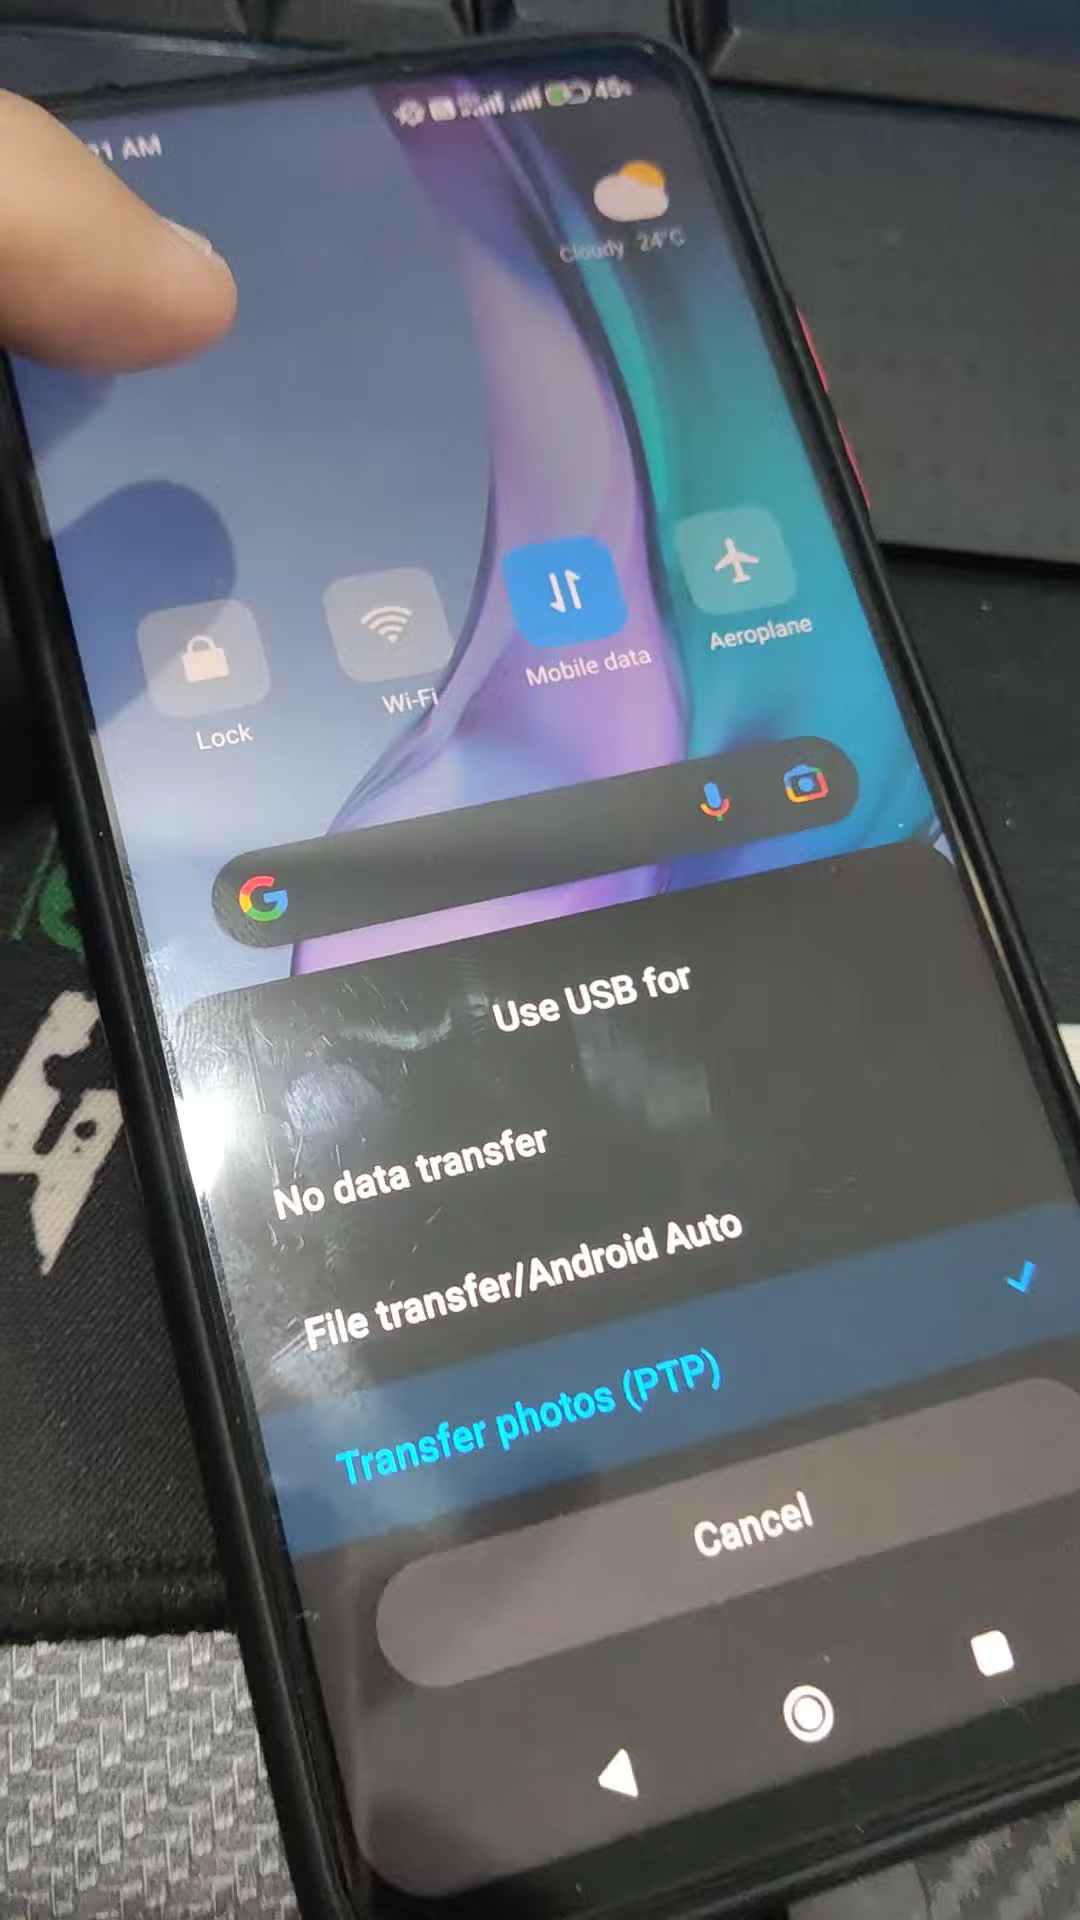 1 AM
Cloudy 24°C
Lock
Wi-Fi
Mobile data
Aeroplane
G
Use USB for
No data transfer
File transfer/Android Auto
Transfer photos (PTP)
Cancel